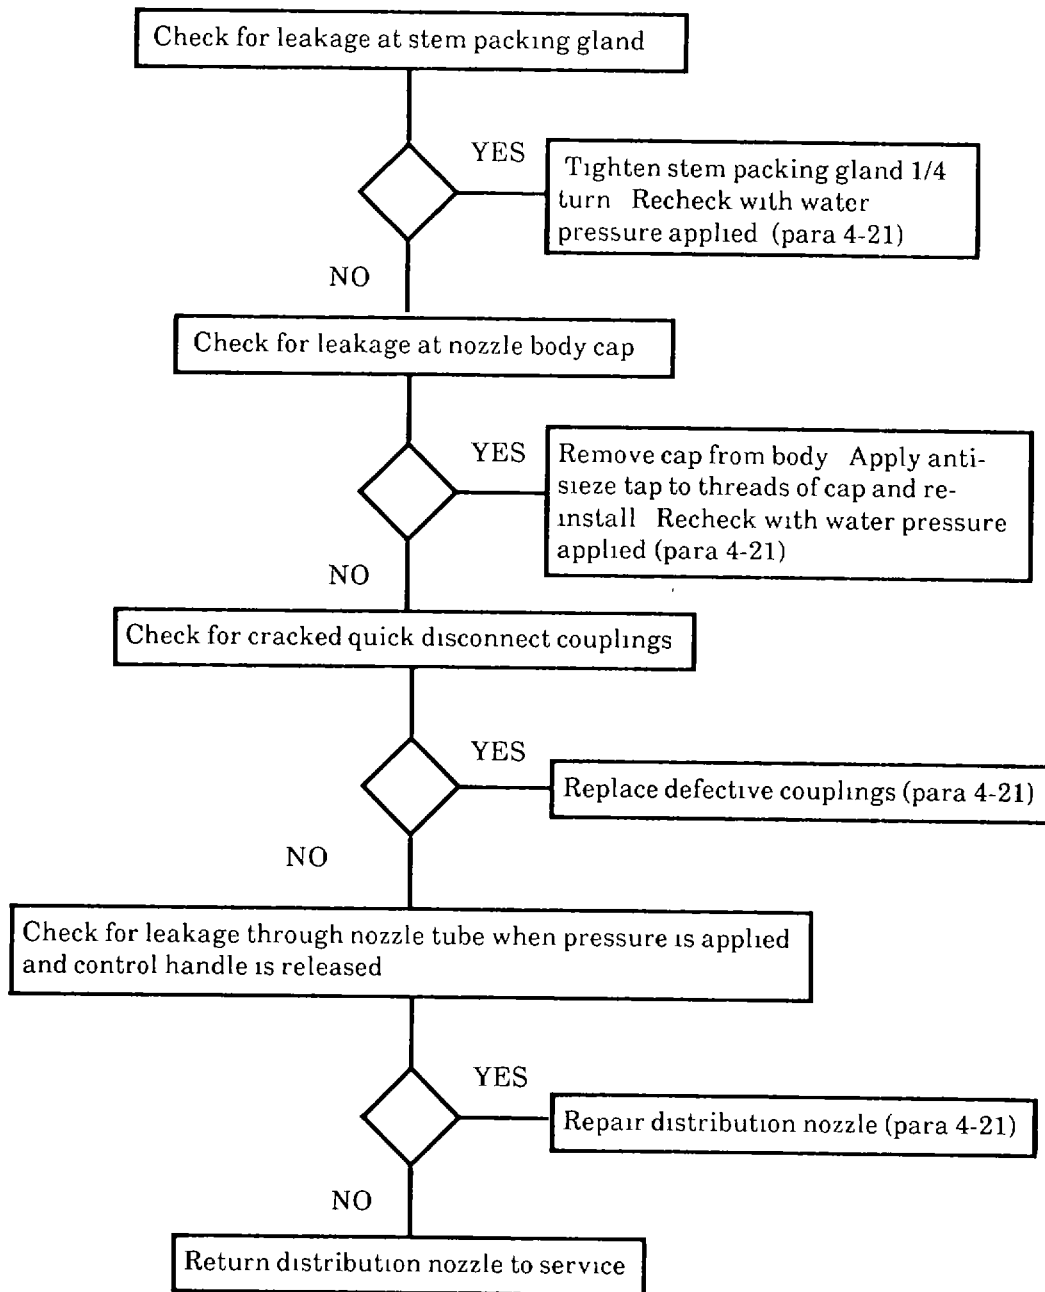 Check for leakage at stem packing gland
YES
Tighten stem packing gland 1/4
turn Recheck with water
pressure applied (para 4-21)
NO
Check for leakage at nozzle body cap
YES
Remove cap from body Apply anti-
sieze tap to threads of cap and re-
install Recheck with water pressure
applied (para 4-21)
NO
Check for cracked quick disconnect couplings
YES
Replace defective couplings (para 4-21)
NO
Check for leakage through nozzle tube when pressure is applied
and control handle is released
YES
Repair distribution nozzle (para 4-21)
NO
Return distribution nozzle to service